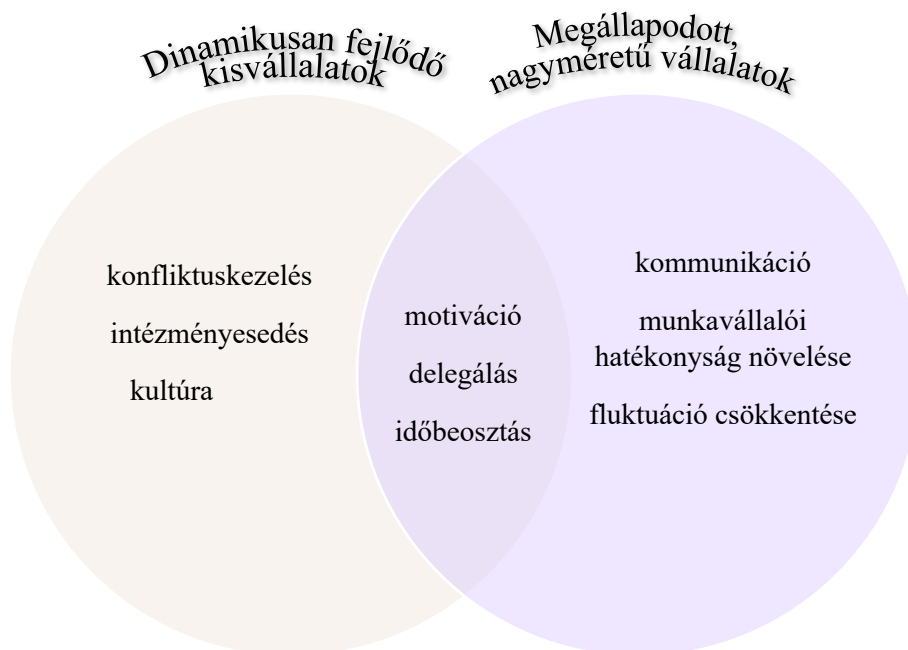 Dinamikusan fejlődő
kisvállalatok
Megállapodott,
nagyméretű vállalatok
konfliktuskezelés
intézményesedés
kultúra
motiváció
delegálás
időbeosztás
kommunikáció
munkavállalói
hatékonyság növelése
fluktuáció csökkentése